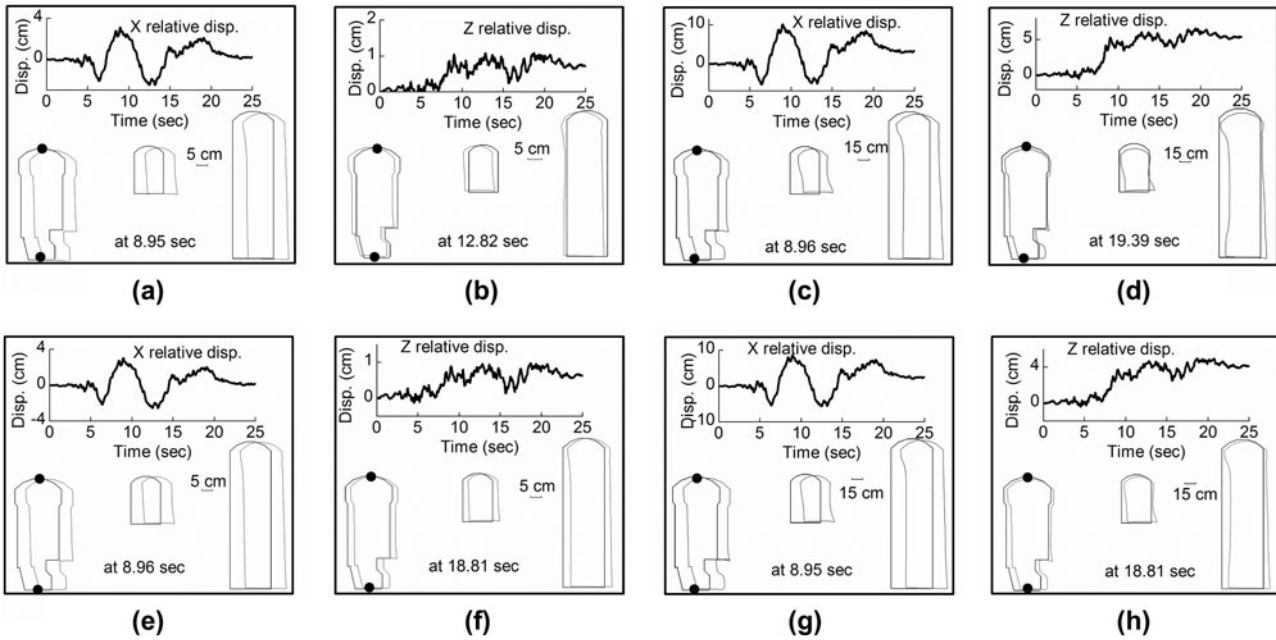 X relative disp.
Disp. (cm)
4
0
0 5 10 15 20 25
Time (sec)
5 cm
at 8.95 sec
(a)
Z relative disp.
Disp. (cm)
2
1
0
0 5 10 15 20 25
Time (sec)
5 cm
at 12.82 sec
(b)
X relative disp.
Disp. (cm)
10
0
0 5 10 15 20 25
Time (sec)
15 cm
at 8.96 sec
(c)
Z relative disp.
Disp. (cm)
5
0
0 5 10 15 20 25
Time (sec)
15 cm
at 19.39 sec
(d)
X relative disp.
Disp. (cm)
4
0
-4
0 5 10 15 20 25
Time (sec)
5 cm
at 8.96 sec
(e)
Z relative disp.
Disp. (cm)
1
0
0 5 10 15 20 25
Time (sec)
5 cm
at 18.81 sec
(f)
X relative disp.
Disp. (cm)
10
0
10
0 5 10 15 20 25
Time (sec)
15 cm
at 8.95 sec
(g)
Z relative disp.
Disp. (cm)
4
0
0 5 10 15 20 25
Time (sec)
15 cm
at 18.81 sec
(h)